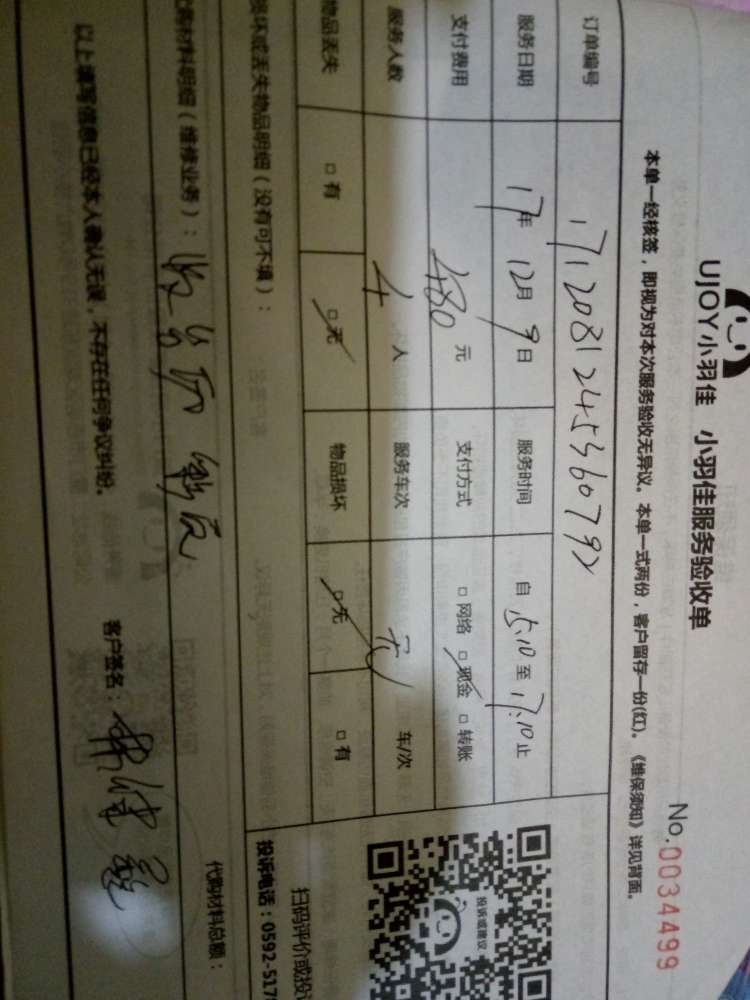 UJOY小羽佳 小羽佳服务验收单
No.0034499
本单一经核签，即视为对本次服务验收无异议。本单一式两份，客户留存一份(红)。《维保须知》详见背面。
订单编号 171208124536079
服务日期 17年 12月 9日 服务时间 自 15:10 至 17:10 止
支付费用 480 元 支付方式 □ 网络 □ 现金 □ 转账
服务人数 4 人 服务车次 无 车/次
物品丢失 □ 有 □ 无 物品损坏 □ 无 □ 有
损坏或丢失物品明细（没有可不填）：
购材料明细（维修业务）：
代购材料总额：
以上填写信息已经本人确认无误，不存在任何争议纠纷。 客户签名：
投诉或建议
扫码评价或投
投诉电话：0592-517